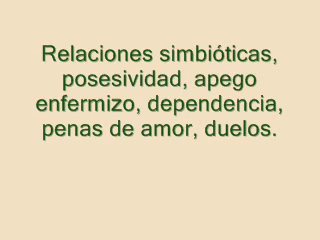 Relaciones simbióticas,
posesividad, apego
enfermizo, dependencia,
penas de amor, duelos.